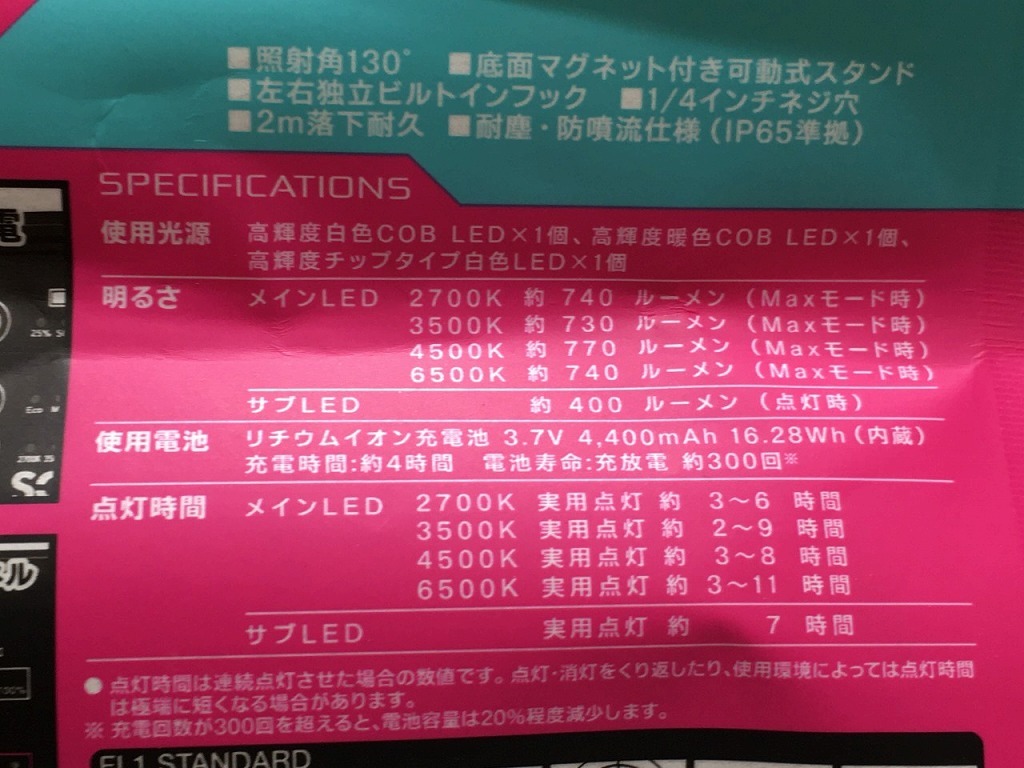 ■照射角130° ■底面マグネット付き可動式スタンド
■左右独立ビルトインフック ■1/4インチネジ穴
■2m落下耐久 ■耐塵・防噴流仕様(IP65準拠)
SPECIFICATIONS
使用光源 高輝度白色COB LED×1個、高輝度暖色COB LED×1個、
高輝度チップタイプ白色LED×1個
明るさ メインLED 2700K 約 740 ルーメン (Maxモード時)
3500K 約 730 ルーメン (Maxモード時)
4500K 約 770 ルーメン (Maxモード時)
6500K 約 740 ルーメン (Maxモード時)
サブLED 約 400 ルーメン (点灯時)
使用電池 リチウムイオン充電池 3.7V 4,400mAh 16.28Wh(内蔵)
充電時間:約4時間 電池寿命:充放電 約300回※
点灯時間 メインLED 2700K 実用点灯 約 3〜6 時間
3500K 実用点灯 約 2〜9 時間
4500K 実用点灯 約 3〜8 時間
6500K 実用点灯 約 3〜11 時間
サブLED 実用点灯 約 7 時間
● 点灯時間は連続点灯させた場合の数値です。点灯・消灯をくり返したり、使用環境によっては点灯時間
は極端に短くなる場合があります。
※ 充電回数が300回を超えると、電池容量は20%程度減少します。
電
25%
Eco
2700K
タル
FL1 STANDARD